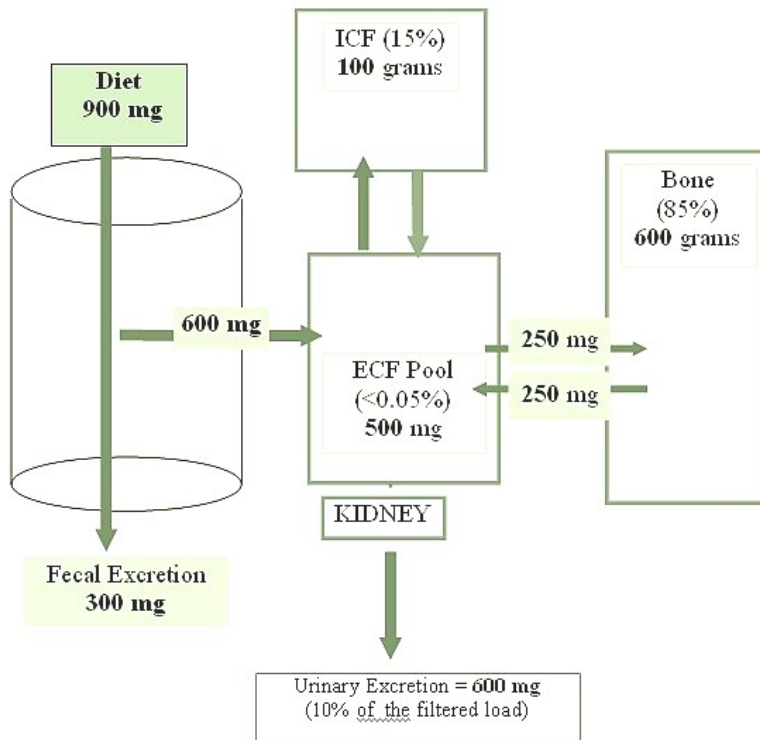 ICF (15%)
100 grams
Diet
900 mg
Bone
(85%)
600 grams
600 mg
250 mg
ECF Pool
(<0.05%)
500 mg
250 mg
KIDNEY
Fecal Excretion
300 mg
Urinary Excretion = 600 mg
(10% of the filtered load)